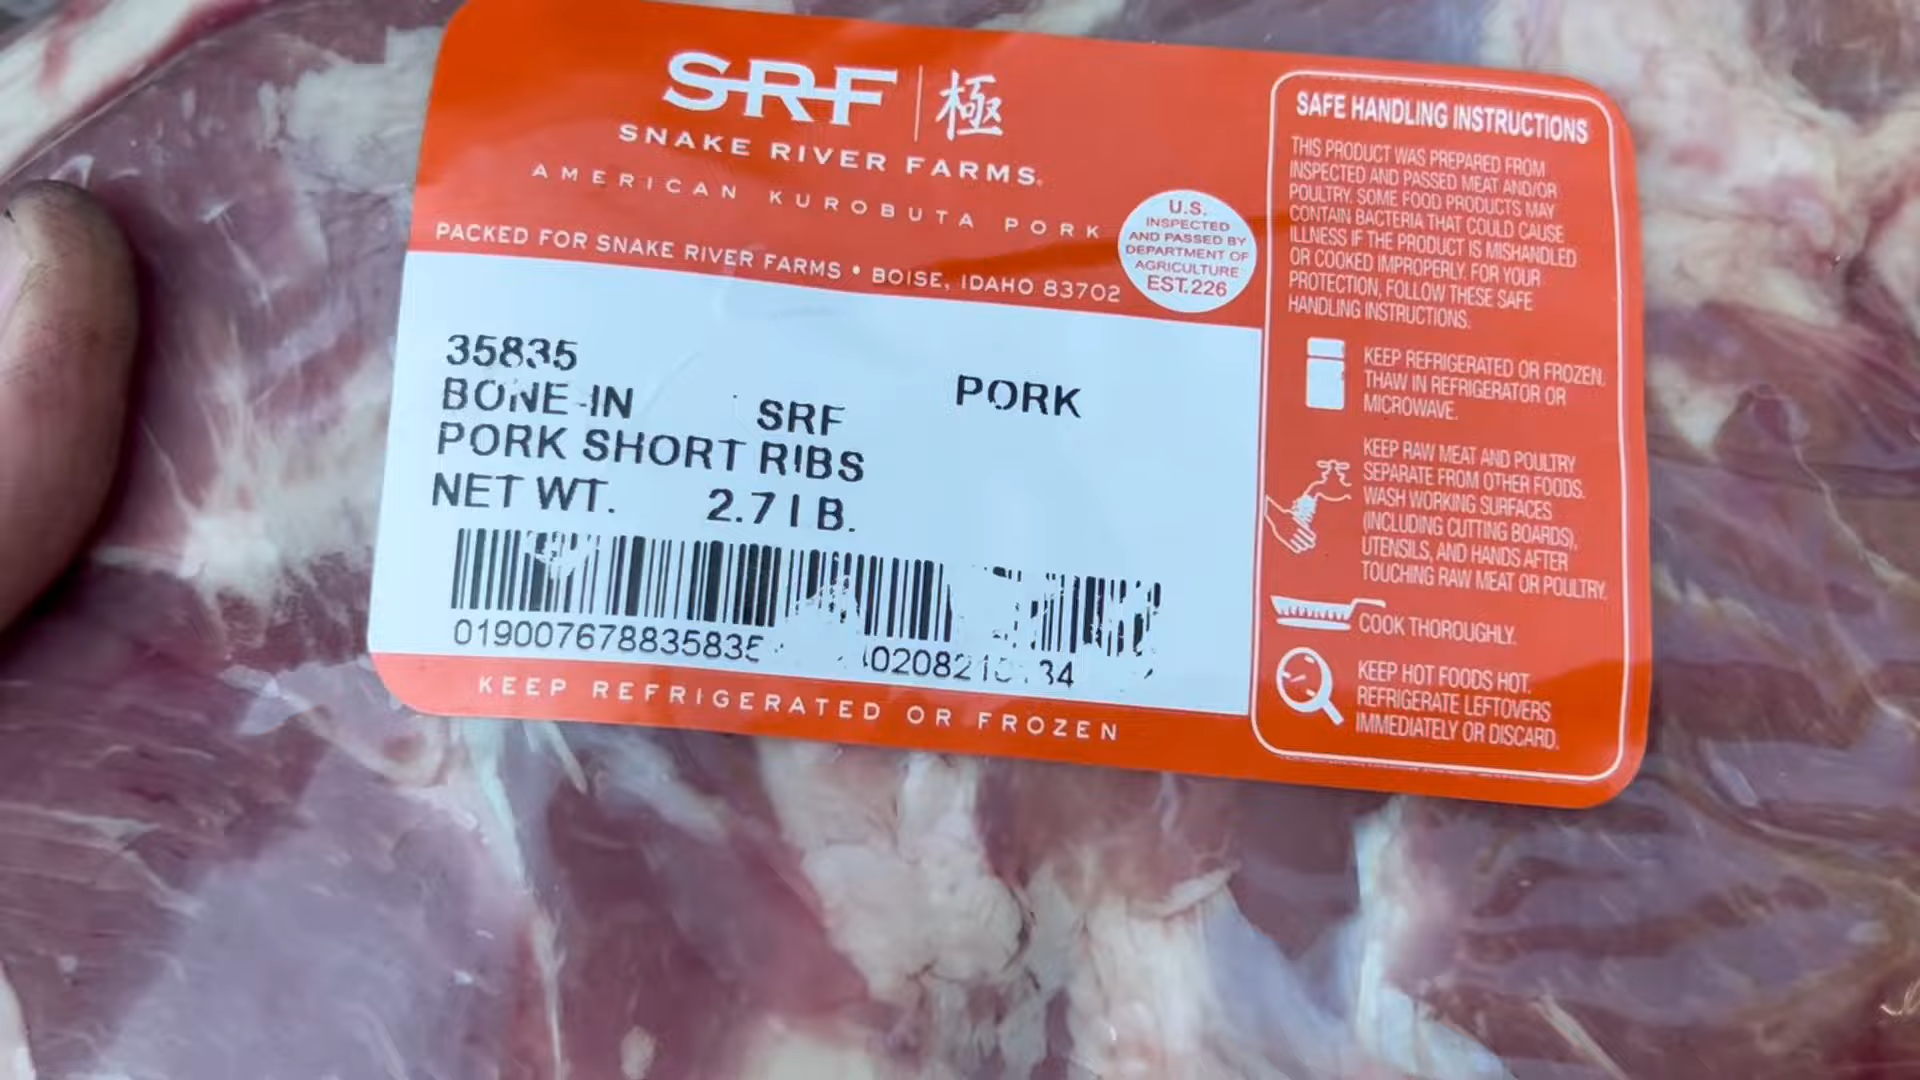 SRF | 極
SNAKE RIVER FARMS®
AMERICAN KUROBUTA PORK
PACKED FOR SNAKE RIVER FARMS • BOISE, IDAHO 83702
U.S.
INSPECTED
AND PASSED BY
DEPARTMENT OF
AGRICULTURE
EST.226
35835
BONE-IN SRF PORK
PORK SHORT RIBS
NET WT. 2.7 LB.
KEEP REFRIGERATED OR FROZEN
SAFE HANDLING INSTRUCTIONS
THIS PRODUCT WAS PREPARED FROM
INSPECTED AND PASSED MEAT AND/OR
POULTRY. SOME FOOD PRODUCTS MAY
CONTAIN BACTERIA THAT COULD CAUSE
ILLNESS IF THE PRODUCT IS MISHANDLED
OR COOKED IMPROPERLY. FOR YOUR
PROTECTION, FOLLOW THESE SAFE
HANDLING INSTRUCTIONS.
KEEP REFRIGERATED OR FROZEN.
THAW IN REFRIGERATOR OR
MICROWAVE.
KEEP RAW MEAT AND POULTRY
SEPARATE FROM OTHER FOODS.
WASH WORKING SURFACES
(INCLUDING CUTTING BOARDS),
UTENSILS, AND HANDS AFTER
TOUCHING RAW MEAT OR POULTRY.
COOK THOROUGHLY.
KEEP HOT FOODS HOT.
REFRIGERATE LEFTOVERS
IMMEDIATELY OR DISCARD.